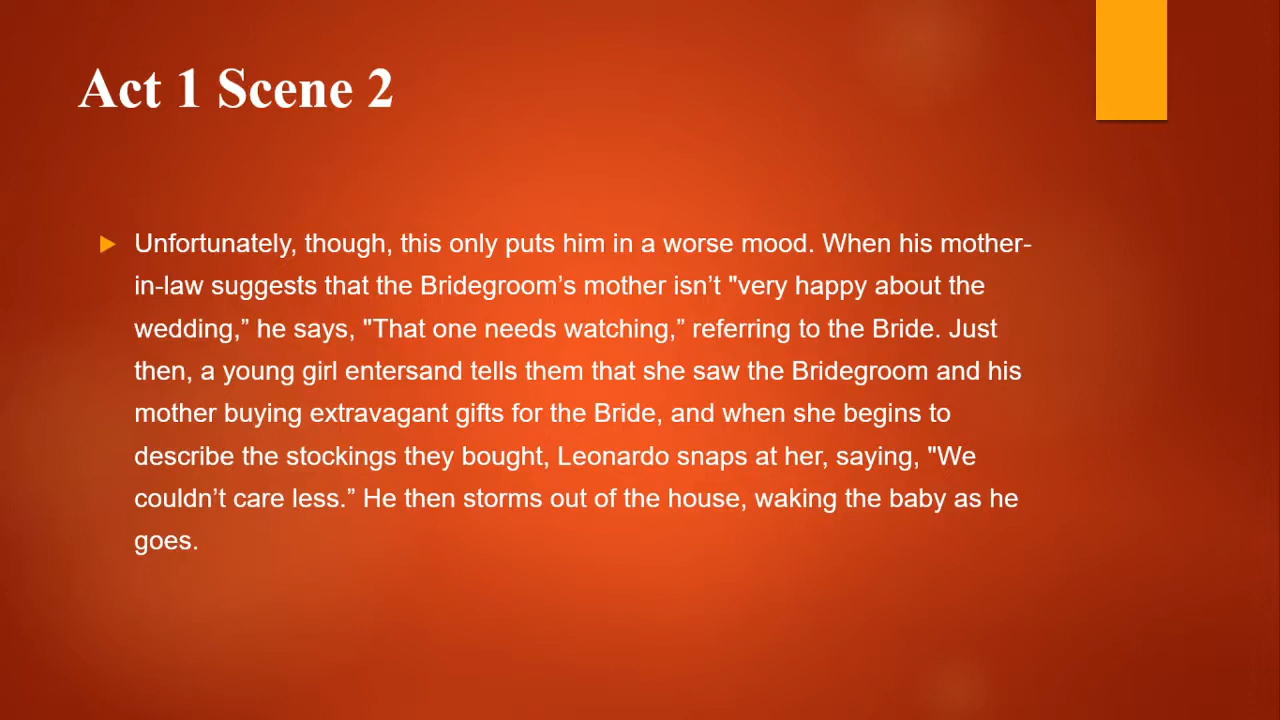 Act 1 Scene 2
Unfortunately, though, this only puts him in a worse mood. When his mother-
in-law suggests that the Bridegroom’s mother isn’t "very happy about the
wedding,” he says, "That one needs watching,” referring to the Bride. Just
then, a young girl entersand tells them that she saw the Bridegroom and his
mother buying extravagant gifts for the Bride, and when she begins to
describe the stockings they bought, Leonardo snaps at her, saying, "We
couldn’t care less.” He then storms out of the house, waking the baby as he
goes.